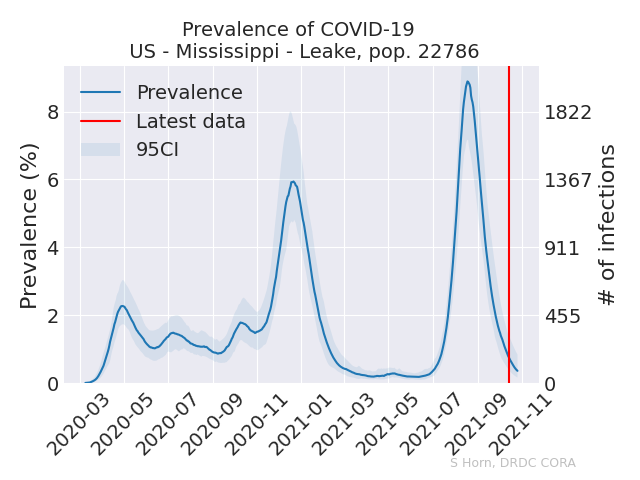 Prevalence of COVID-19
US - Mississippi - Leake, pop. 22786
Prevalence
Latest data
95CI
Prevalence (%)
8
6
4
2
0
1822
1367
911
455
0
# of infections
2020-03
2020-05
2020-07
2020-09
2020-11
2021-01
2021-03
2021-05
2021-07
2021-09
2021-11
S Horn, DRDC CORA